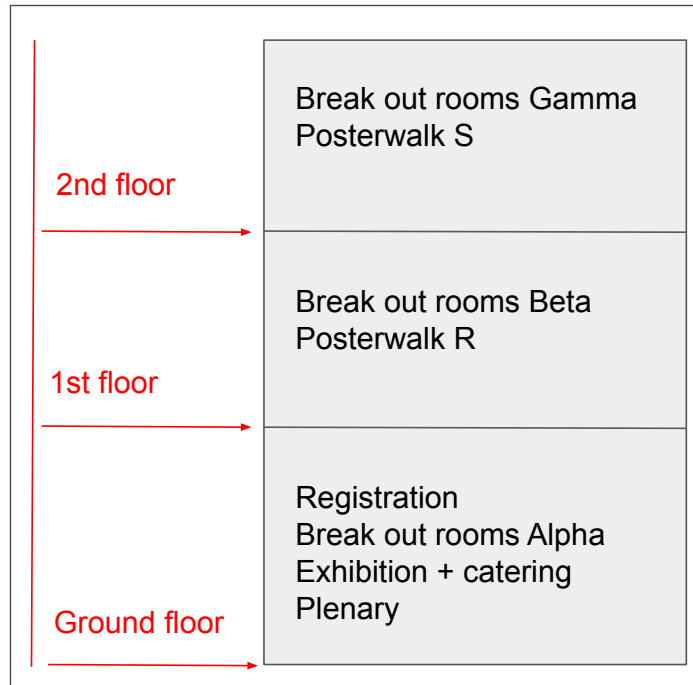 Break out rooms Gamma
Posterwalk S
2nd floor
Break out rooms Beta
Posterwalk R
1st floor
Registration
Break out rooms Alpha
Exhibition + catering
Plenary
Ground floor